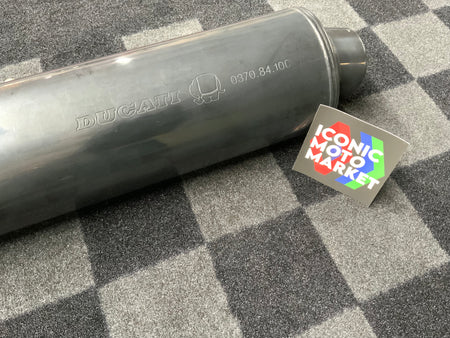 DUCATI 0370.84.10C
ICONIC
MOTO
MARKET